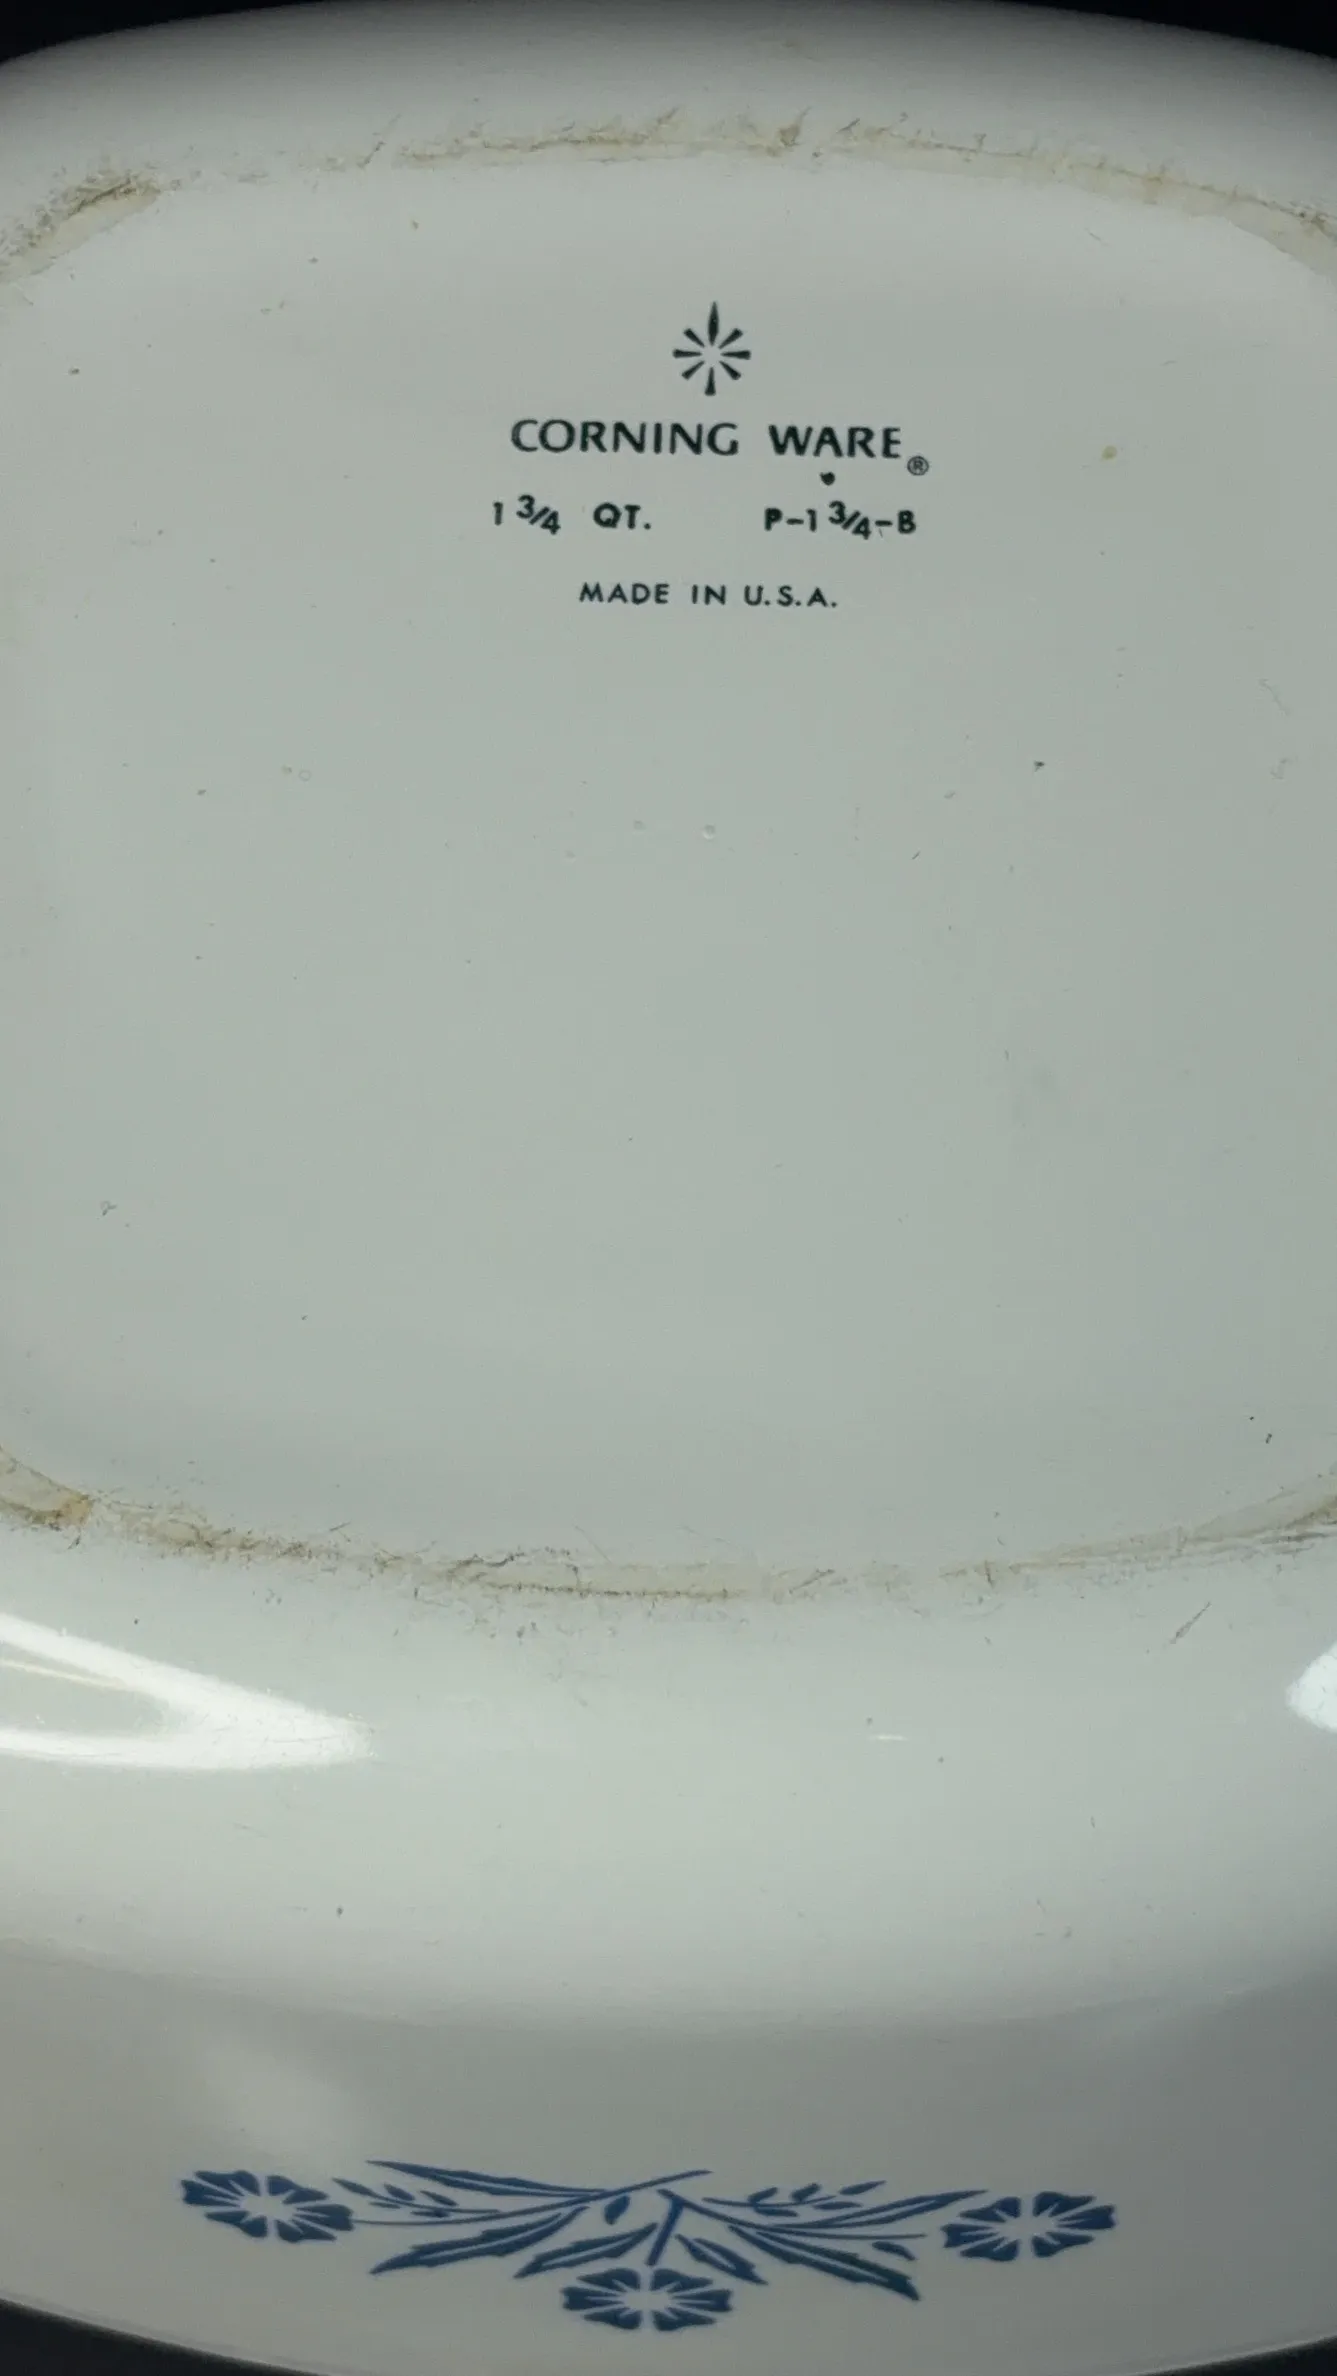 CORNING WARE®
1 3/4 QT. P-1 3/4-B
MADE IN U.S.A.